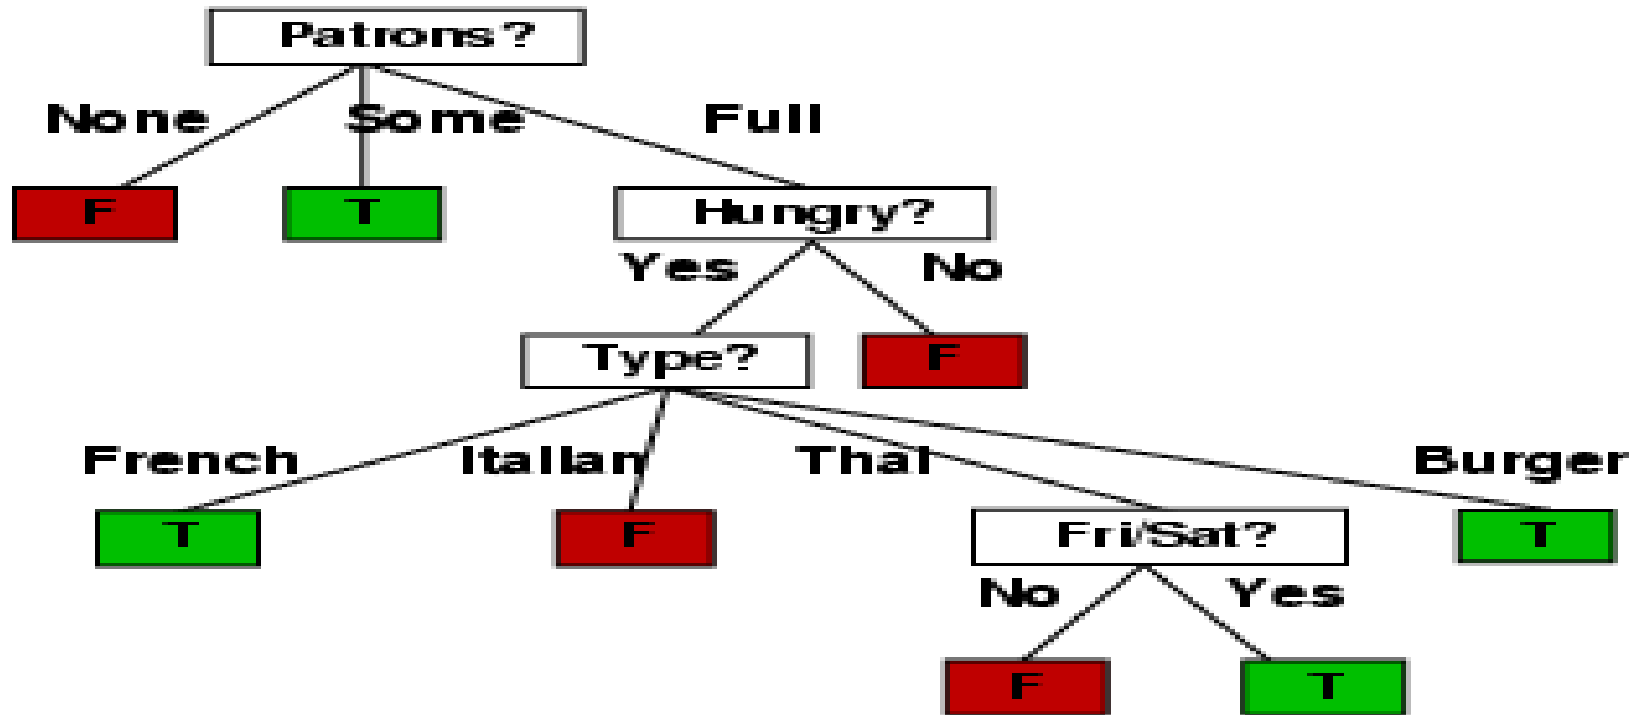 Patrons?
None Some Full
F T Hungry?
Yes No
Type? F
French Italian Thai Burger
T F Fri/Sat? T
No Yes
F T